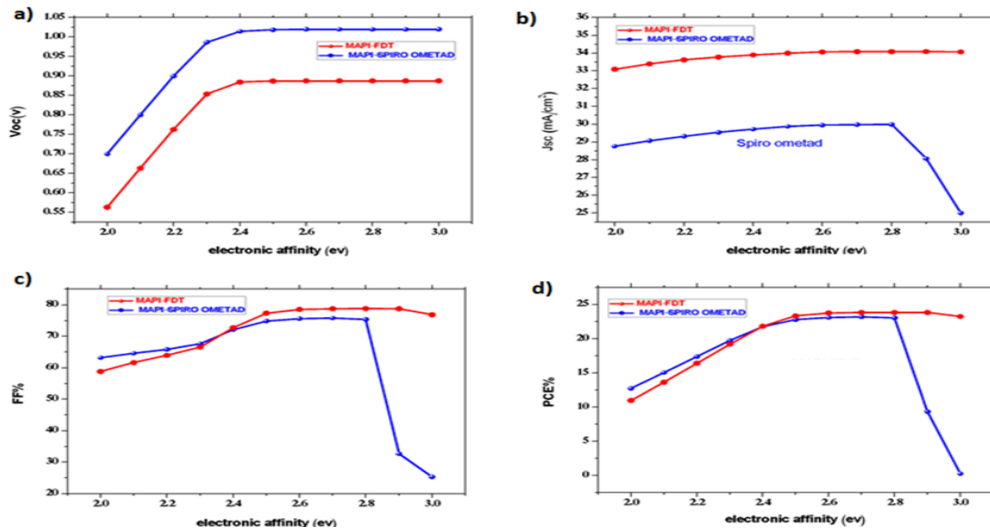 a)
1.05
1.00
0.95
0.90
0.85
0.80
0.75
0.70
0.65
0.60
0.55
Voc(v)
MAPI-FDT
MAPI-SPIRO OMETAD
2.0 2.2 2.4 2.6 2.8 3.0
electronic affinity (ev)
b)
36
35
34
33
32
31
30
29
28
27
26
25
Jsc (mA/cm²)
MAPI-FDT
MAPI-SPIRO OMETAD
Spiro ometad
2.0 2.2 2.4 2.6 2.8 3.0
electronic affinity (ev)
c)
80
70
60
50
40
30
20
FF%
MAPI-FDT
MAPI-SPIRO OMETAD
2.0 2.2 2.4 2.6 2.8 3.0
electronic affinity (ev)
d)
25
20
15
10
5
0
PCE%
MAPI-FDT
MAPI-SPIRO OMETAD
2.0 2.2 2.4 2.6 2.8 3.0
electronic affinity (ev)